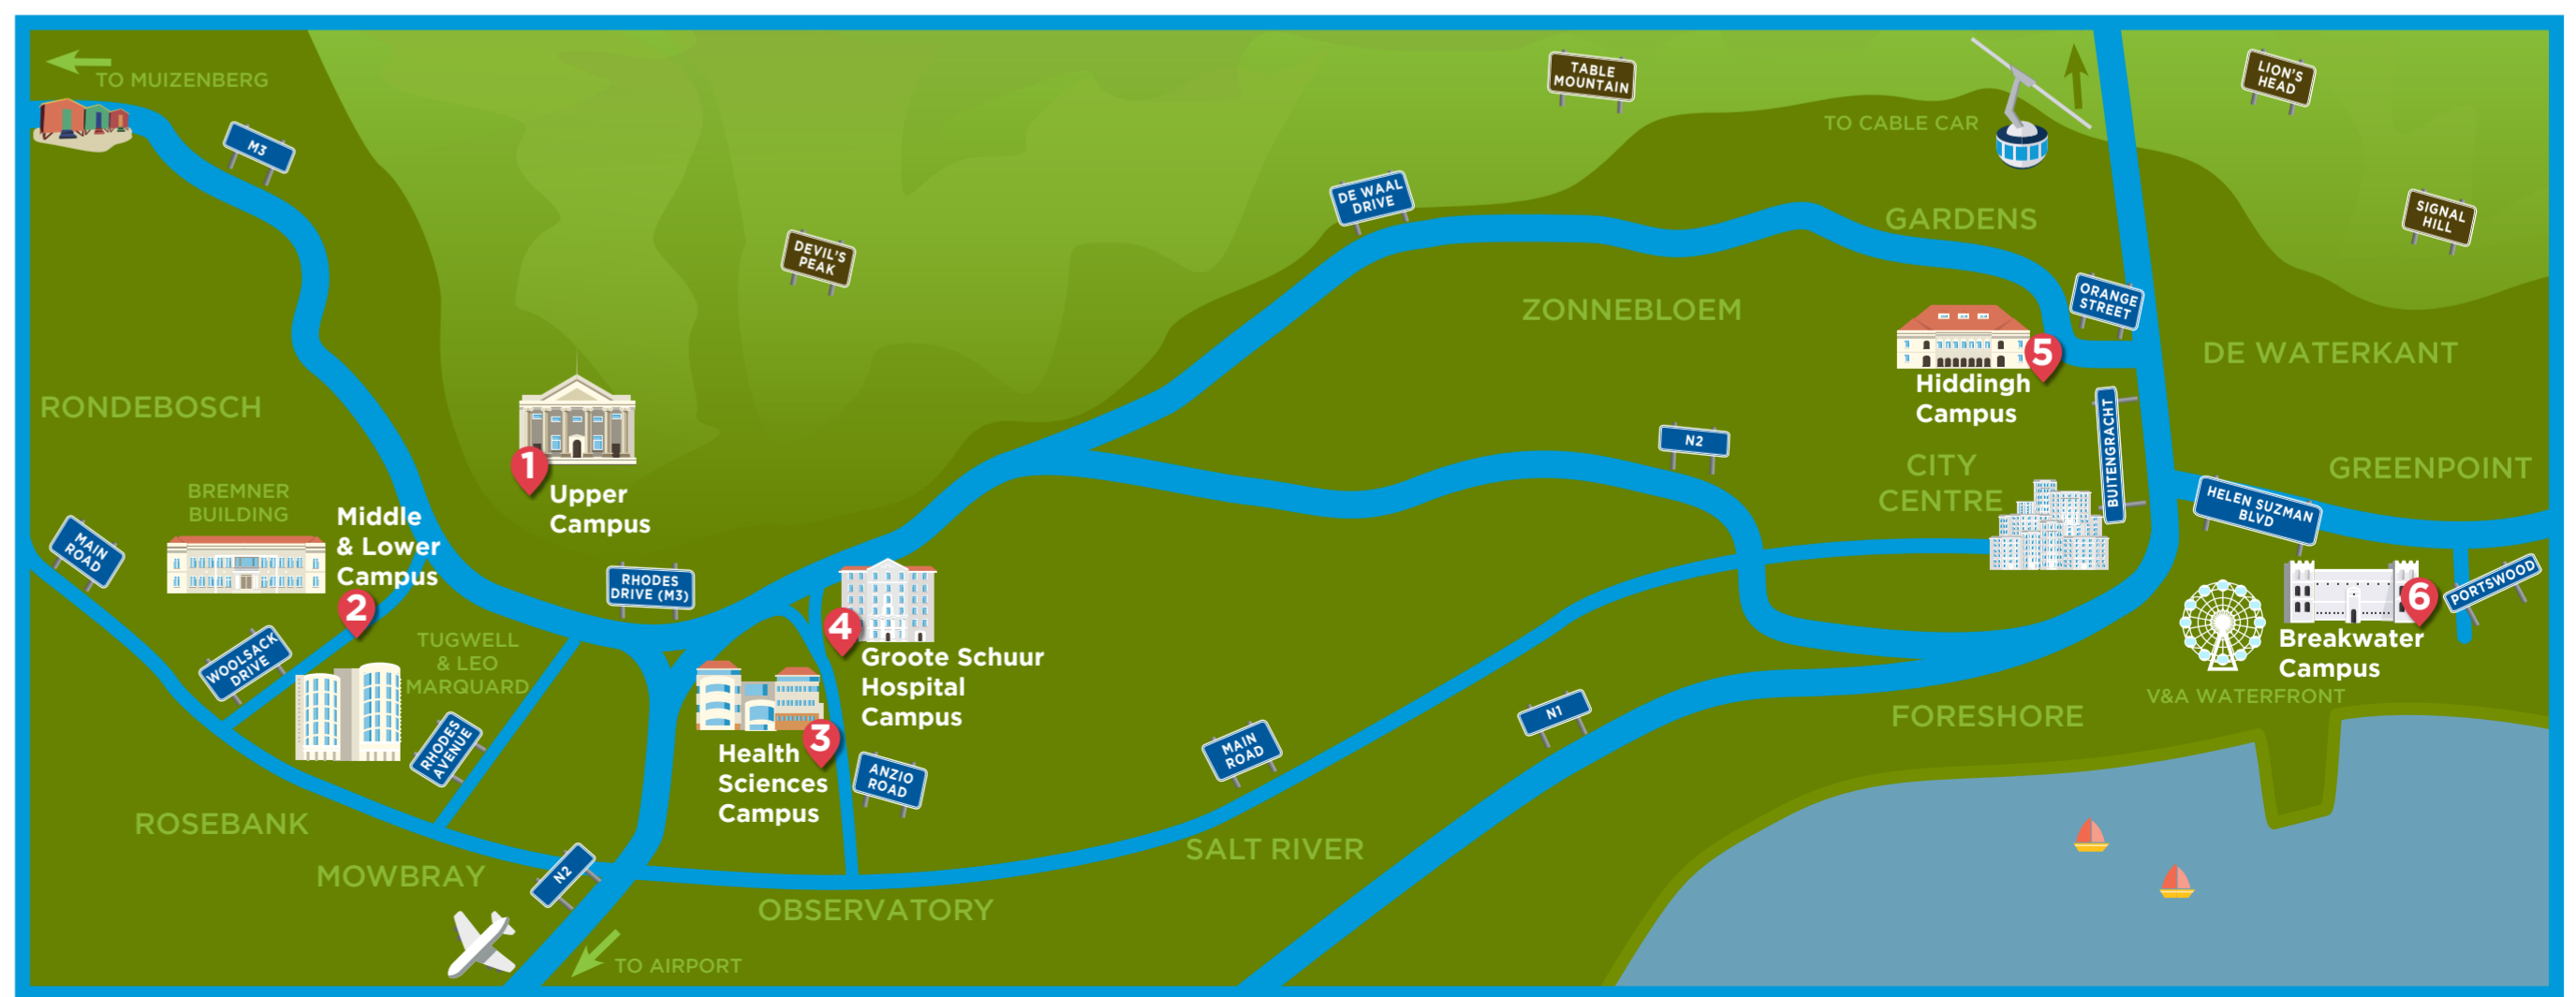 TO MUIZENBERG
M3
TABLE
MOUNTAIN
TO CABLE CAR
LION'S
HEAD
DE WAAL
DRIVE
SIGNAL
HILL
GARDENS
DEVIL'S
PEAK
ORANGE
STREET
ZONNEBLOEM
5
DE WATERKANT
Hiddingh
Campus
RONDEBOSCH
BUITENGRACHT
N2
CITY
CENTRE
GREENPOINT
1
Upper
Campus
BREMNER
BUILDING
Middle
& Lower
Campus
2
MAIN
ROAD
HELEN SUZMAN
BLVD
RHODES
DRIVE (M3)
PORTSWOOD
6
Breakwater
Campus
V&A WATERFRONT
4
Groote Schuur
Hospital
Campus
TUGWELL
& LEO
MARQUARD
WOOLSACK
DRIVE
RHODES
AVENUE
3
Health
Sciences
Campus
ANZIO
ROAD
MAIN
ROAD
N1
FORESHORE
ROSEBANK
SALT RIVER
MOWBRAY
N2
OBSERVATORY
TO AIRPORT